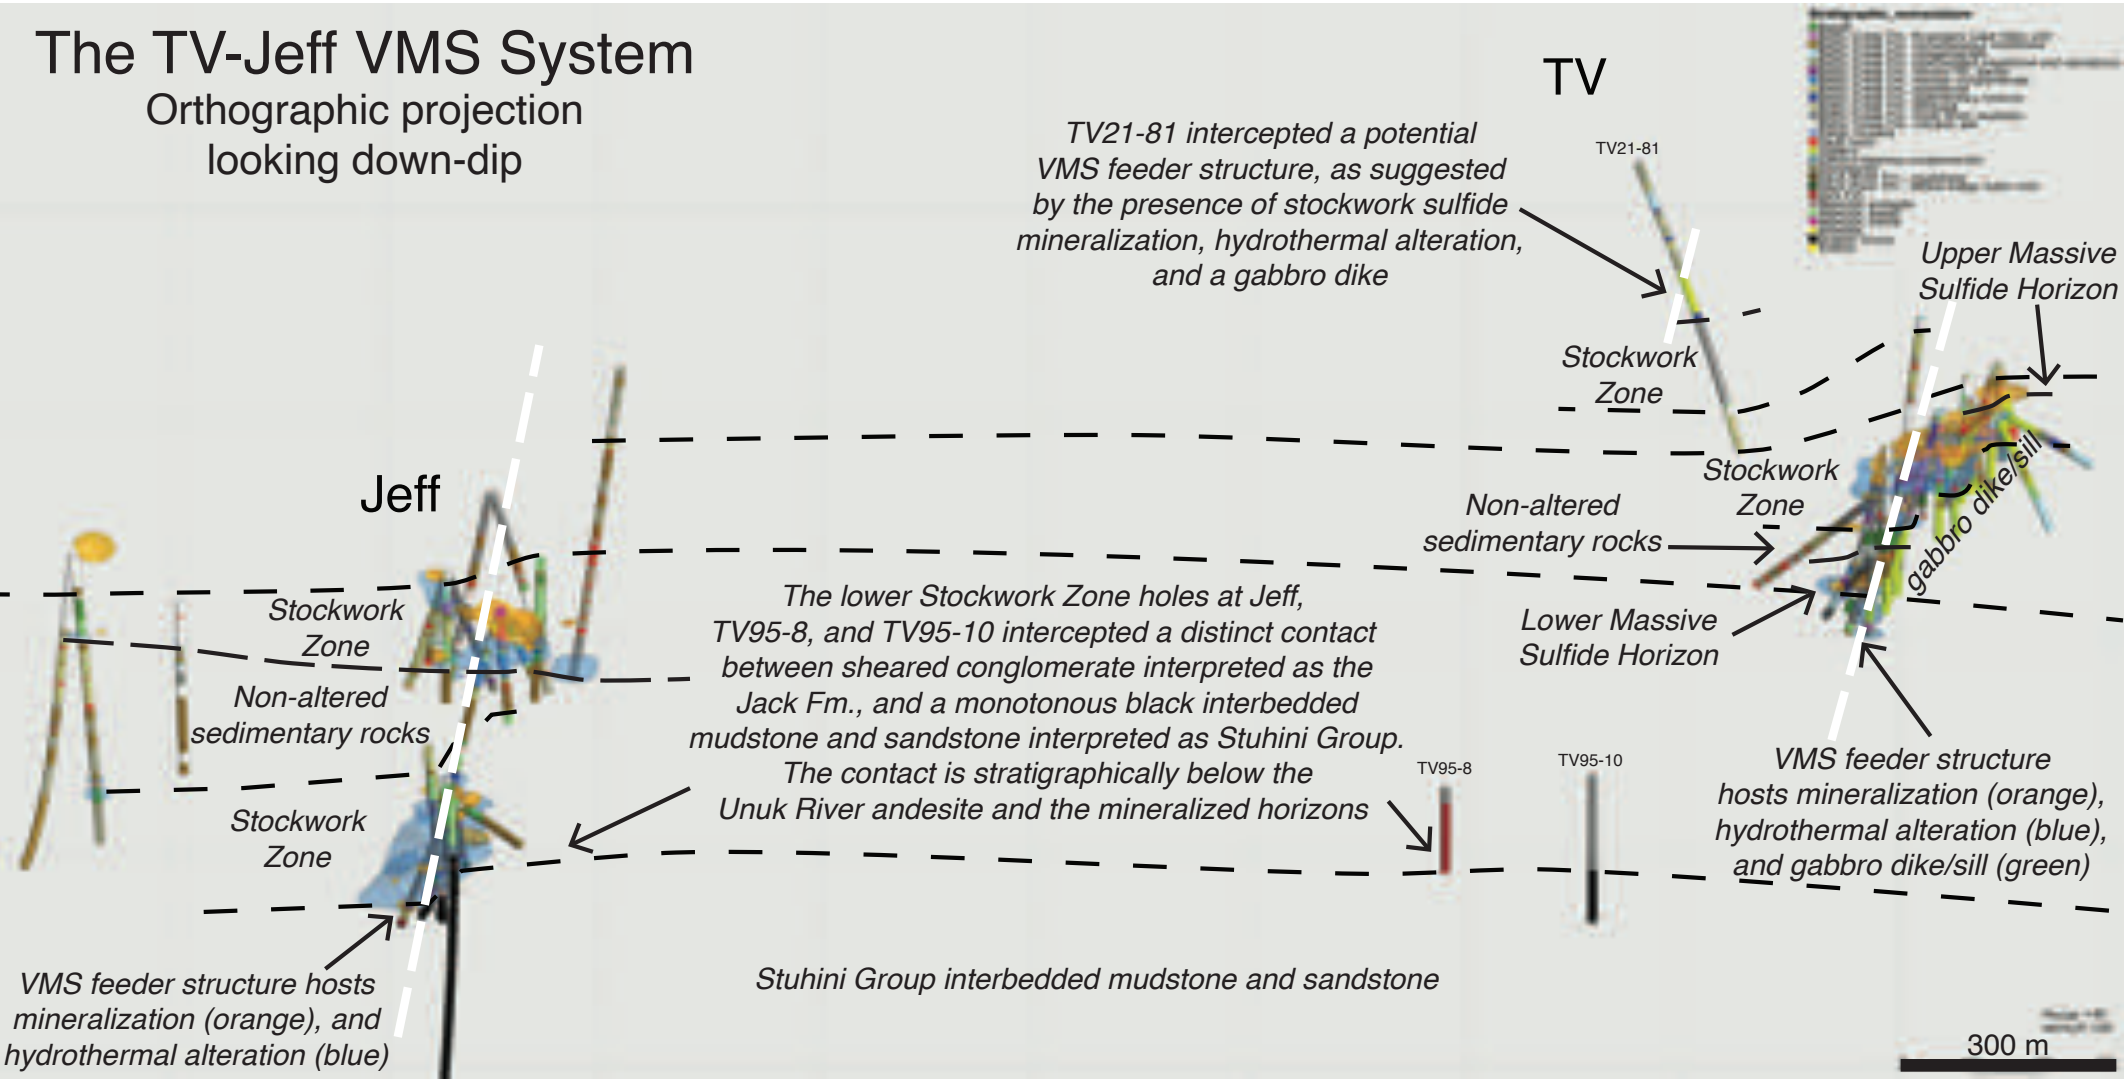 The TV-Jeff VMS System
Orthographic projection
looking down-dip
TV
TV21-81 intercepted a potential
VMS feeder structure, as suggested
by the presence of stockwork sulfide
mineralization, hydrothermal alteration,
and a gabbro dike
TV21-81
Upper Massive
Sulfide Horizon
Stockwork
Zone
Stockwork
Zone
Non-altered
sedimentary rocks
gabbro dike/sill
Lower Massive
Sulfide Horizon
Jeff
Stockwork
Zone
Non-altered
sedimentary rocks
Stockwork
Zone
The lower Stockwork Zone holes at Jeff,
TV95-8, and TV95-10 intercepted a distinct contact
between sheared conglomerate interpreted as the
Jack Fm., and a monotonous black interbedded
mudstone and sandstone interpreted as Stuhini Group.
The contact is stratigraphically below the
Unuk River andesite and the mineralized horizons
TV95-8
TV95-10
VMS feeder structure
hosts mineralization (orange),
hydrothermal alteration (blue),
and gabbro dike/sill (green)
VMS feeder structure hosts
mineralization (orange), and
hydrothermal alteration (blue)
Stuhini Group interbedded mudstone and sandstone
300 m